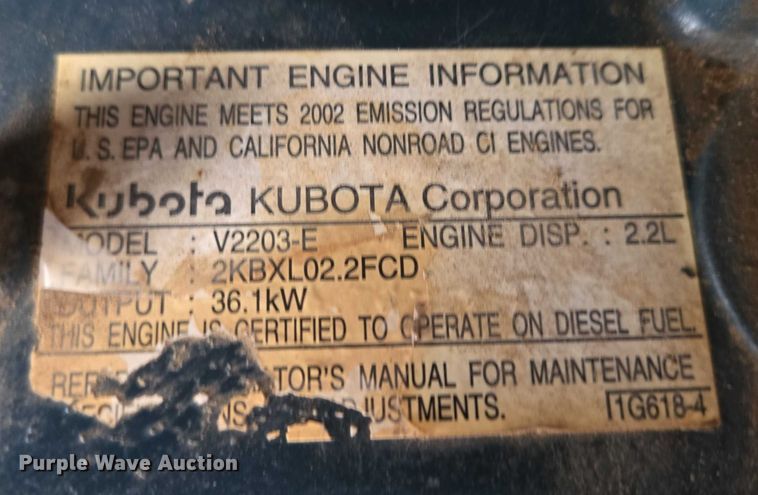 IMPORTANT ENGINE INFORMATION
THIS ENGINE MEETS 2002 EMISSION REGULATIONS FOR
U.S. EPA AND CALIFORNIA NONROAD CI ENGINES.
Kubota KUBOTA Corporation
MODEL : V2203-E ENGINE DISP. : 2.2L
FAMILY : 2KBXL02.2FCD
OUTPUT : 36.1kW
THIS ENGINE IS CERTIFIED TO OPERATE ON DIESEL FUEL.
TOR'S MANUAL FOR MAINTENANCE
JUSTMENTS. 1G618-4
Purple Wave Auction